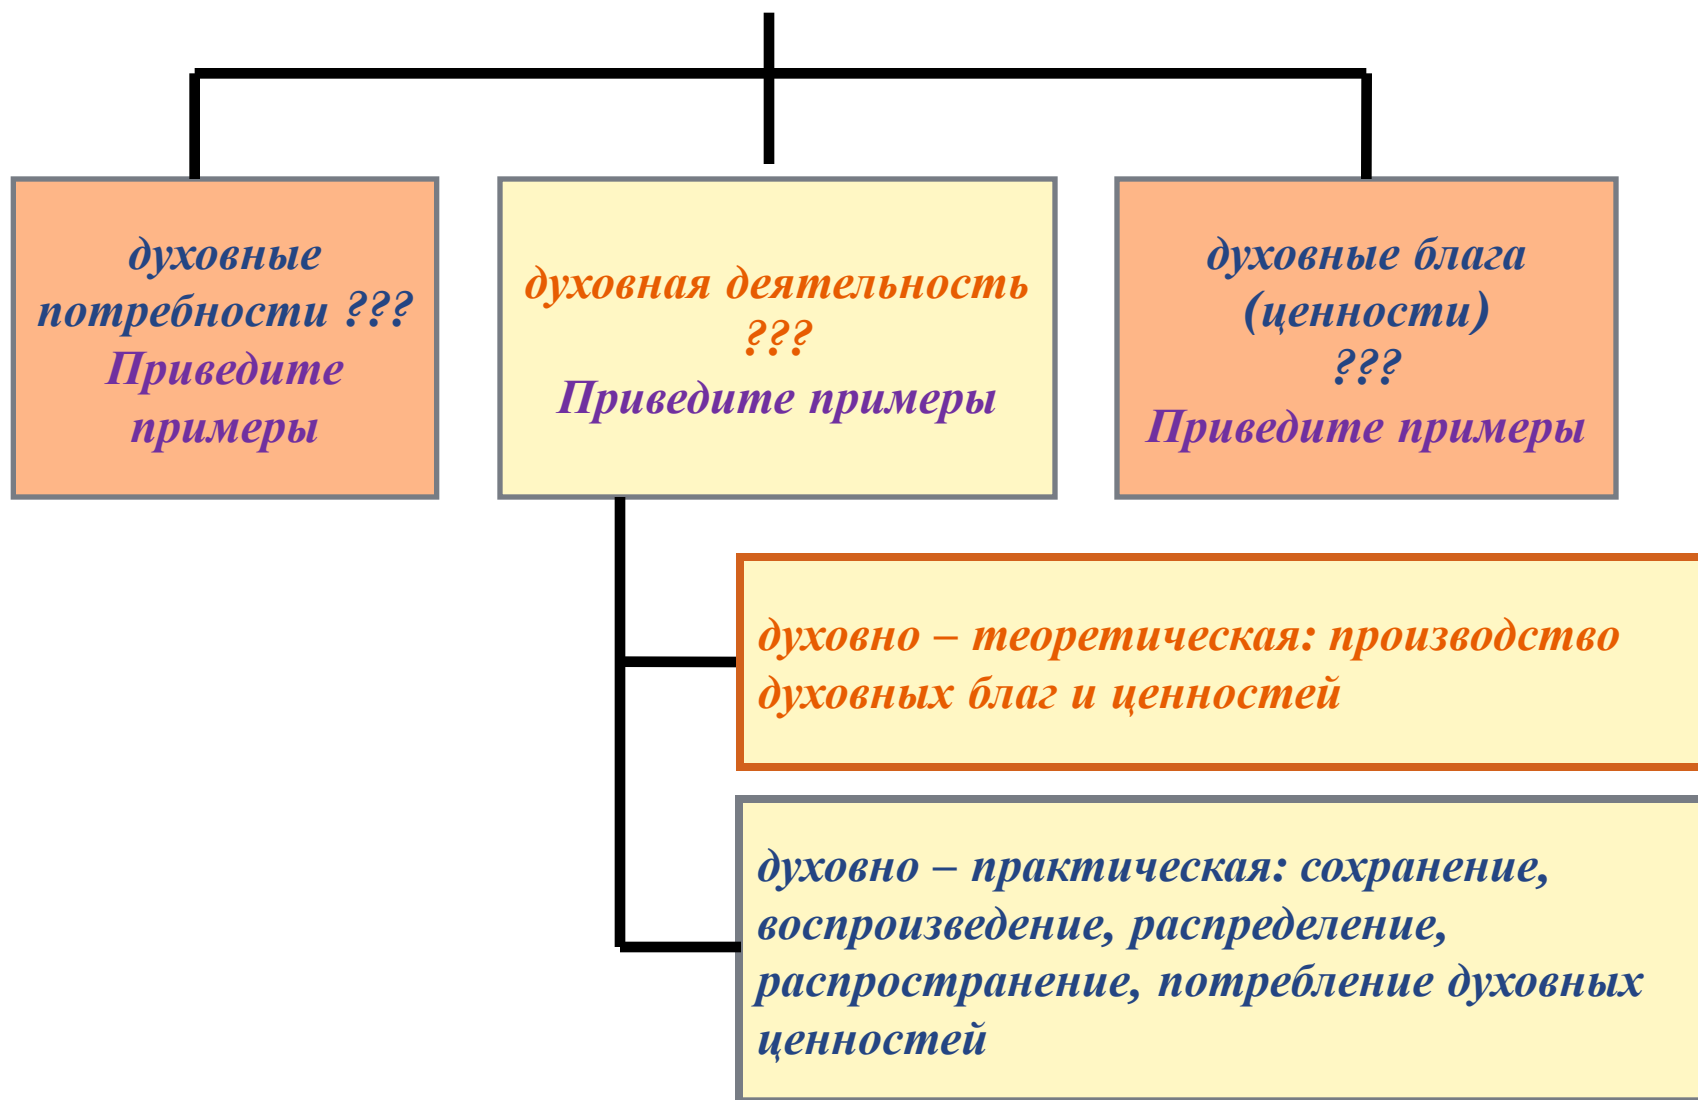 духовные
потребности ???
Приведите
примеры
духовная деятельность
???
Приведите примеры
духовные блага
(ценности)
???
Приведите примеры
духовно – теоретическая: производство
духовных благ и ценностей
духовно – практическая: сохранение,
воспроизведение, распределение,
распространение, потребление духовных
ценностей